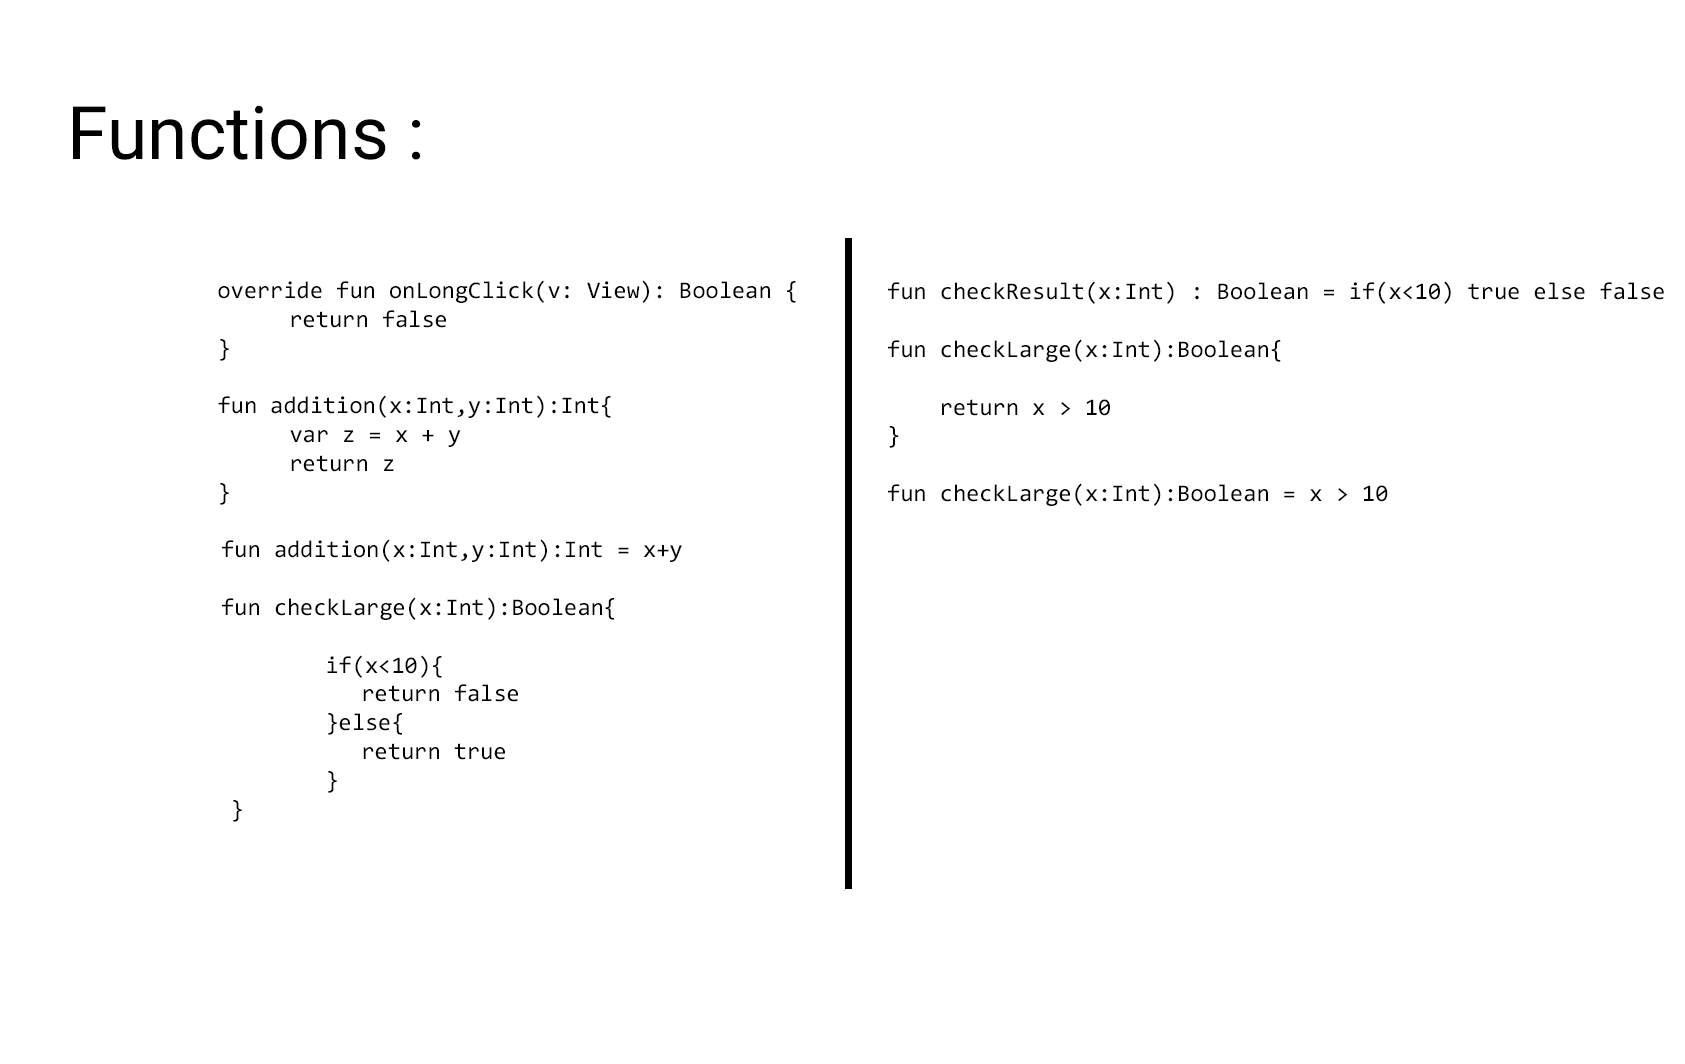 Functions :
override fun onLongClick(v: View): Boolean {
return false
}
fun addition(x:Int,y:Int):Int{
var z = x + y
return z
}
fun addition(x:Int,y:Int):Int = x+y
fun checkLarge(x:Int):Boolean{
if(x<10){
return false
}else{
return true
}
}
fun checkResult(x:Int) : Boolean = if(x<10) true else false
fun checkLarge(x:Int):Boolean{
return x > 10
}
fun checkLarge(x:Int):Boolean = x > 10